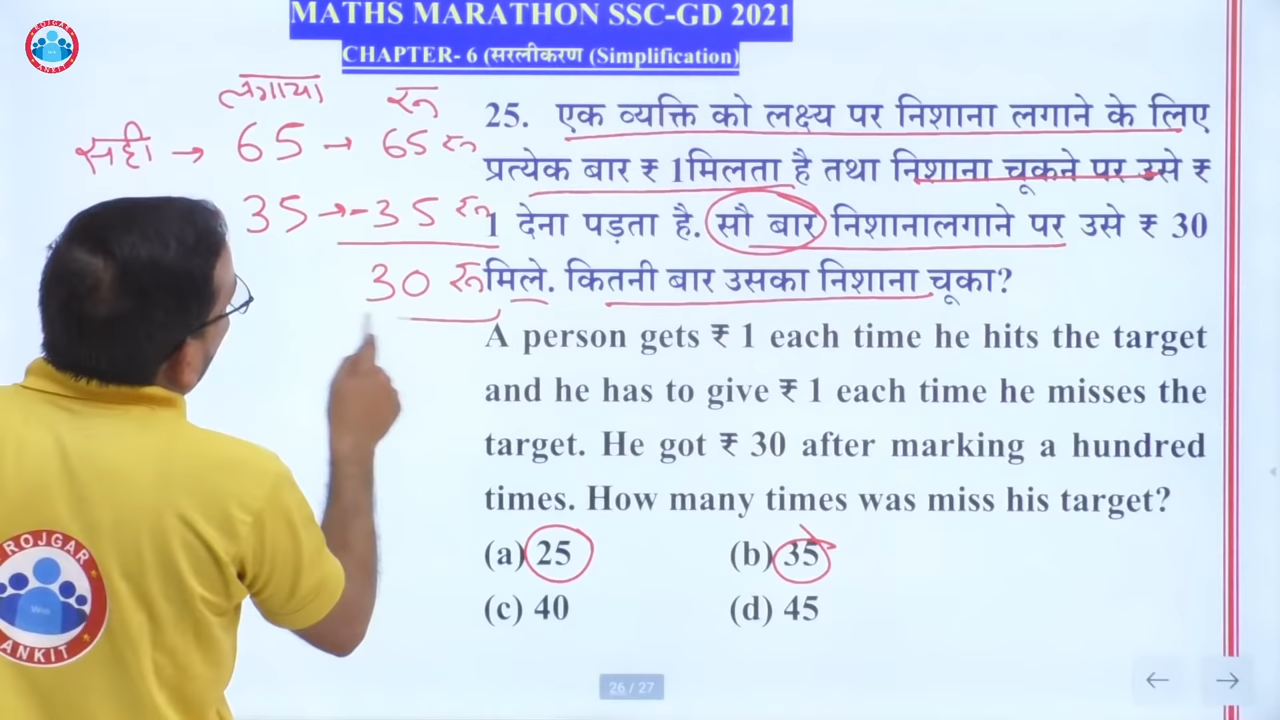 ROJGAR
ANKIT
MATHS MARATHON SSC-GD 2021
CHAPTER- 6 (सरलीकरण (Simplification)
लगाया रू
सही → 65 → 65 रू
35 → -35 रू
30 रू
25. एक व्यक्ति को लक्ष्य पर निशाना लगाने के लिए
प्रत्येक बार ₹ 1मिलता है तथा निशाना चूकने पर उसे ₹
1 देना पड़ता है. सौ बार निशानालगाने पर उसे ₹ 30
मिले. कितनी बार उसका निशाना चूका?
A person gets ₹ 1 each time he hits the target
and he has to give ₹ 1 each time he misses the
target. He got ₹ 30 after marking a hundred
times. How many times was miss his target?
(a) 25 (b) 35
(c) 40 (d) 45
26 / 27
ROJGAR
Win
ANKIT